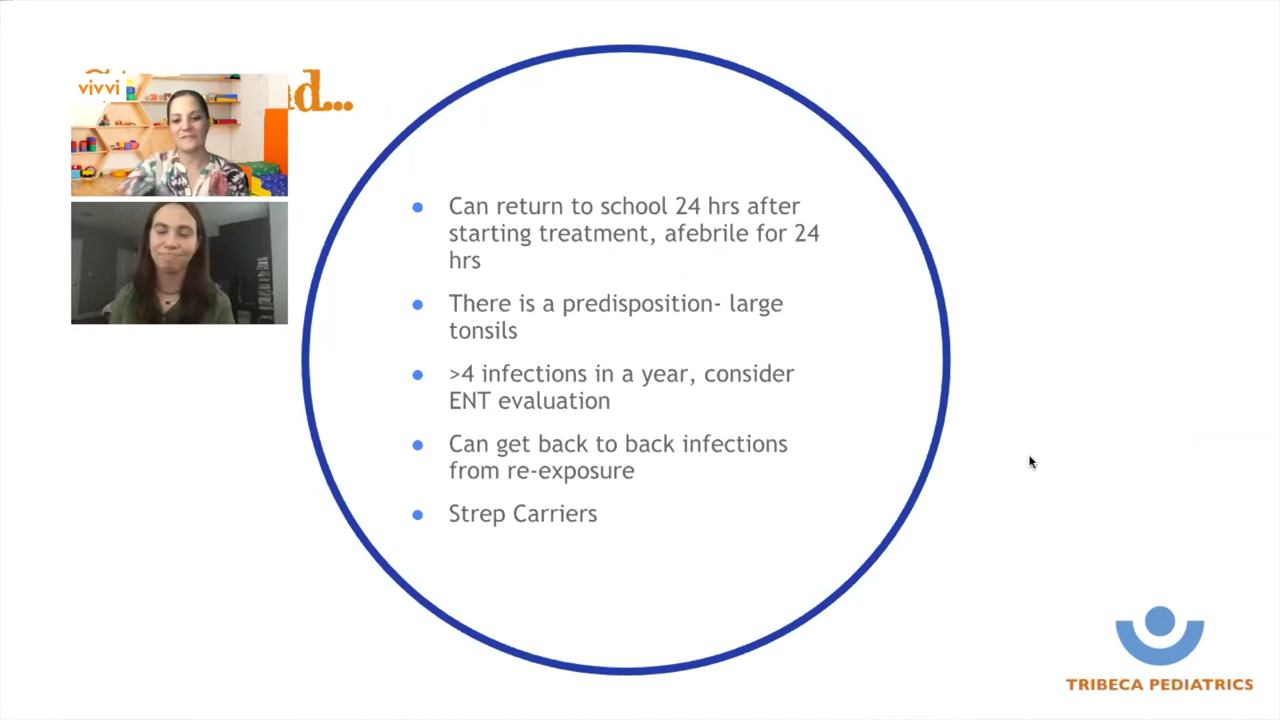 vivvi
Can return to school 24 hrs after
starting treatment, afebrile for 24
hrs
There is a predisposition- large
tonsils
>4 infections in a year, consider
ENT evaluation
Can get back to back infections
from re-exposure
Strep Carriers
TRIBECA PEDIATRICS